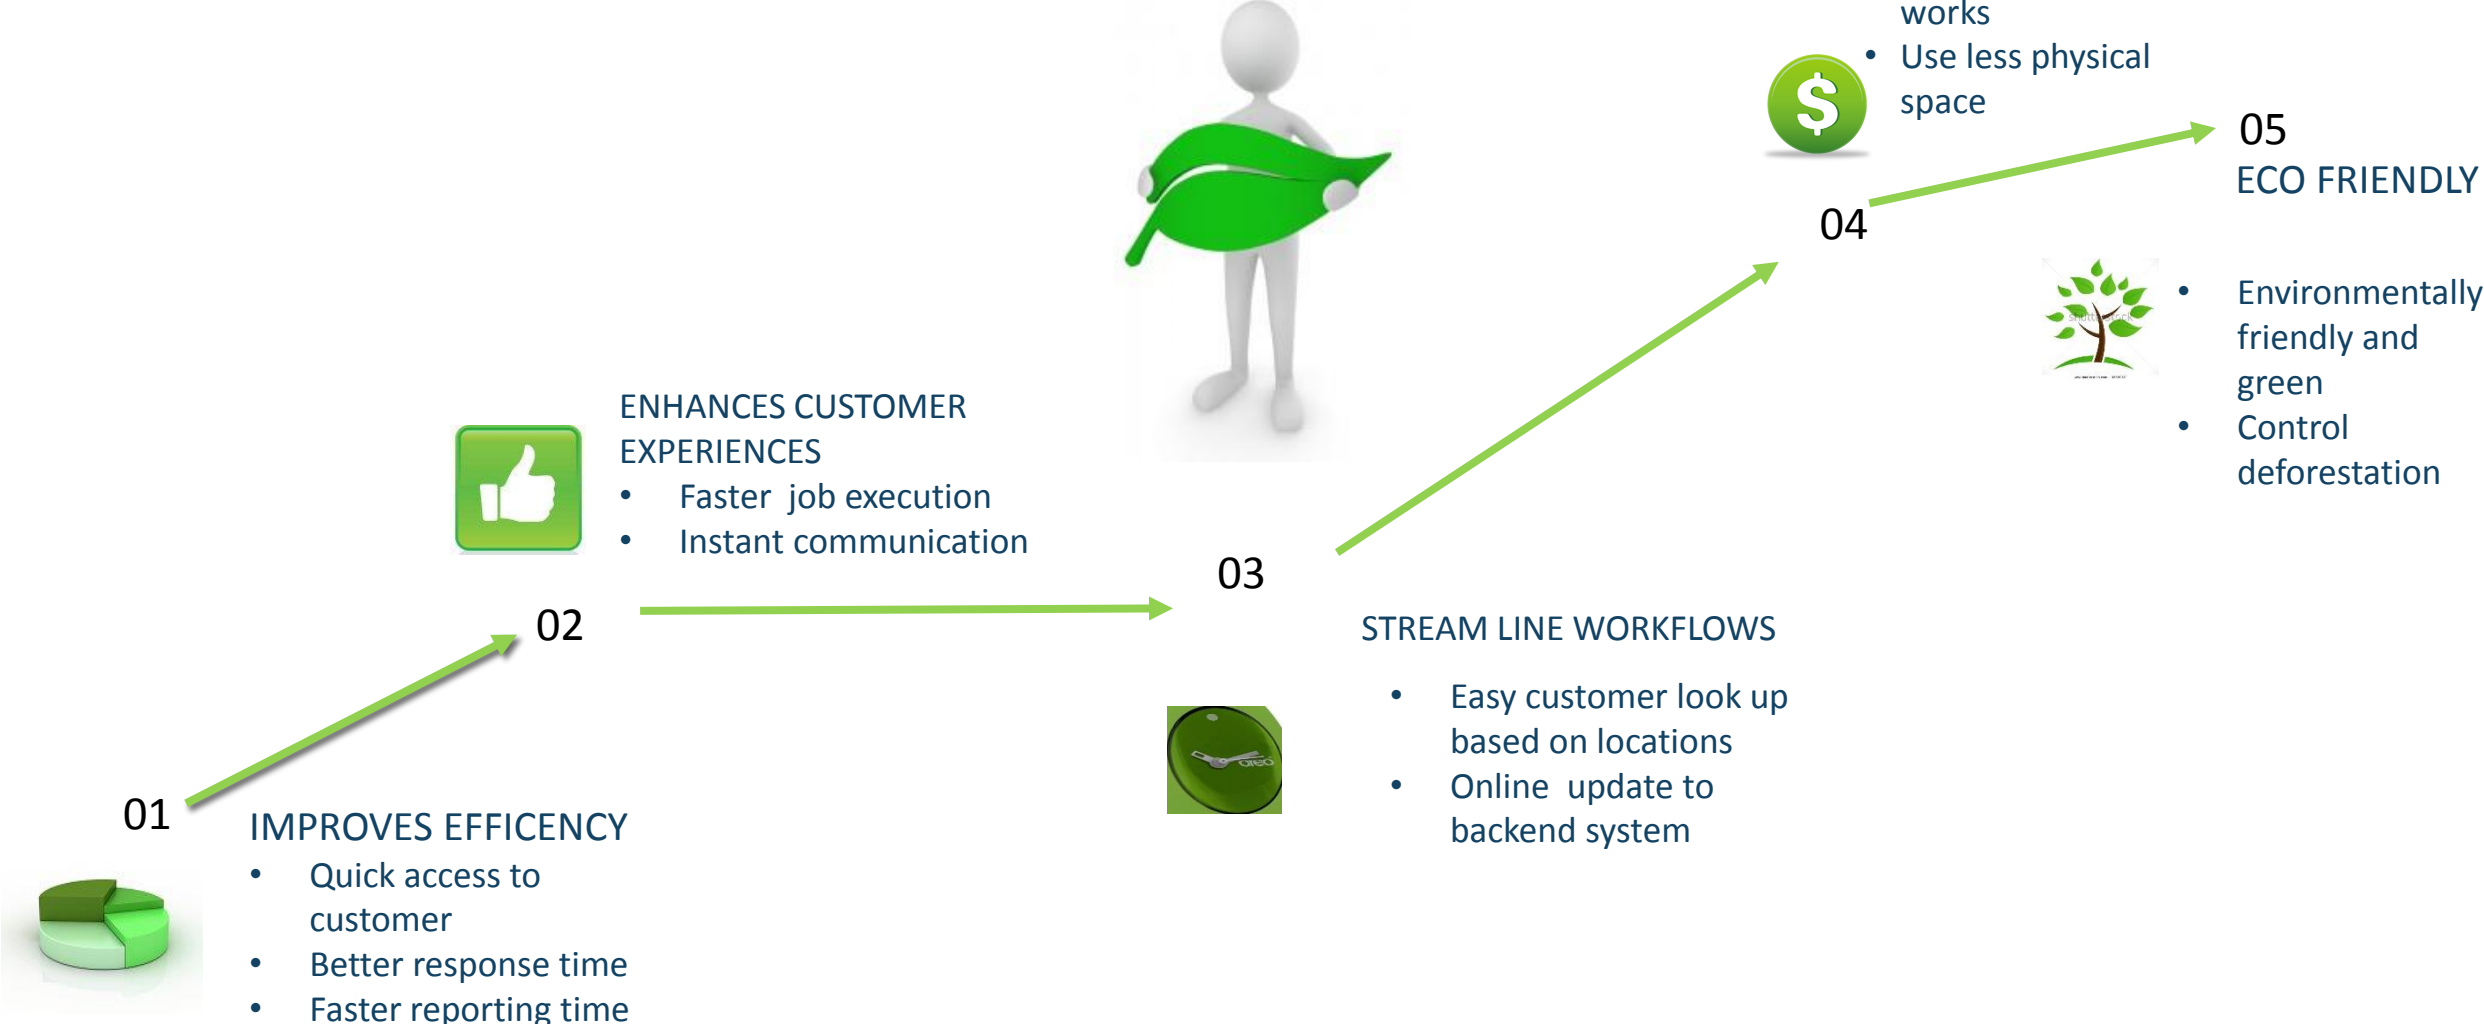 01
IMPROVES EFFICENCY
• Quick access to
customer
• Better response time
• Faster reporting time
02
ENHANCES CUSTOMER
EXPERIENCES
• Faster  job execution
• Instant communication
03
STREAM LINE WORKFLOWS
• Easy customer look up
based on locations
• Online  update to
backend system
works
• Use less physical
space
04
05
ECO FRIENDLY
• Environmentally
friendly and
green
• Control
deforestation
shutterstock
oreo